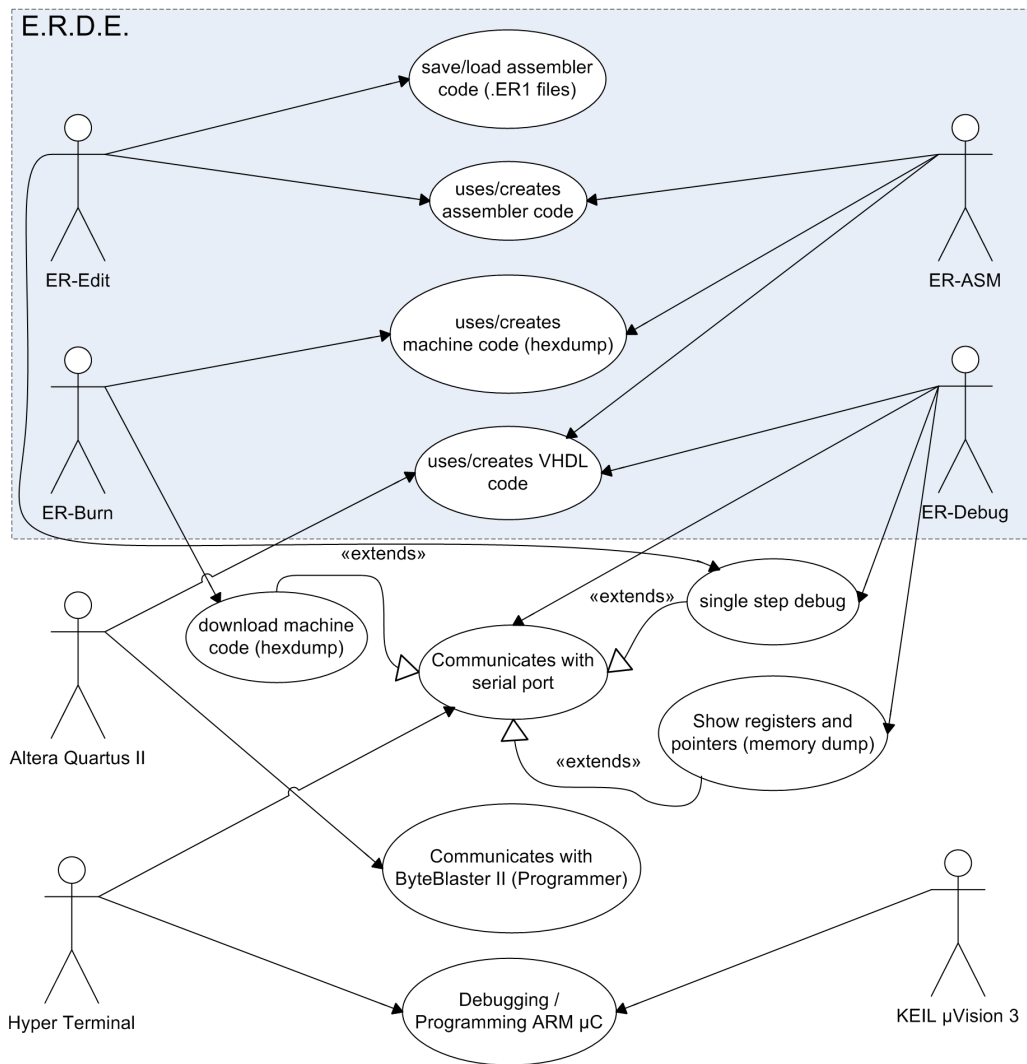 E.R.D.E.
save/load assembler
code (.ER1 files)
uses/creates
assembler code
ER-Edit
ER-ASM
uses/creates
machine code (hexdump)
uses/creates VHDL
code
ER-Burn
ER-Debug
«extends»
«extends»
single step debug
download machine
code (hexdump)
Communicates with
serial port
Show registers and
pointers (memory dump)
Altera Quartus II
«extends»
Communicates with
ByteBlaster II (Programmer)
Debugging /
Programming ARM µC
Hyper Terminal
KEIL µVision 3